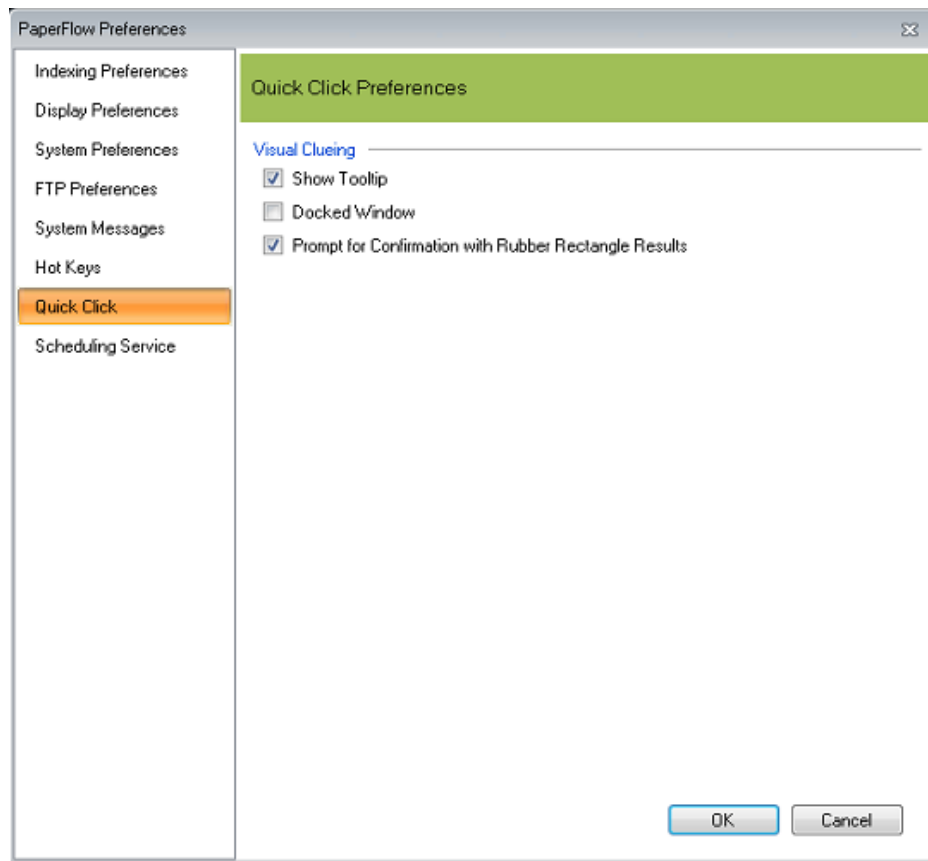 PaperFlow Preferences
Indexing Preferences
Display Preferences
System Preferences
FTP Preferences
System Messages
Hot Keys
Quick Click
Scheduling Service
Quick Click Preferences
Visual Clueing
Show Tooltip
Docked Window
Prompt for Confirmation with Rubber Rectangle Results
OK
Cancel